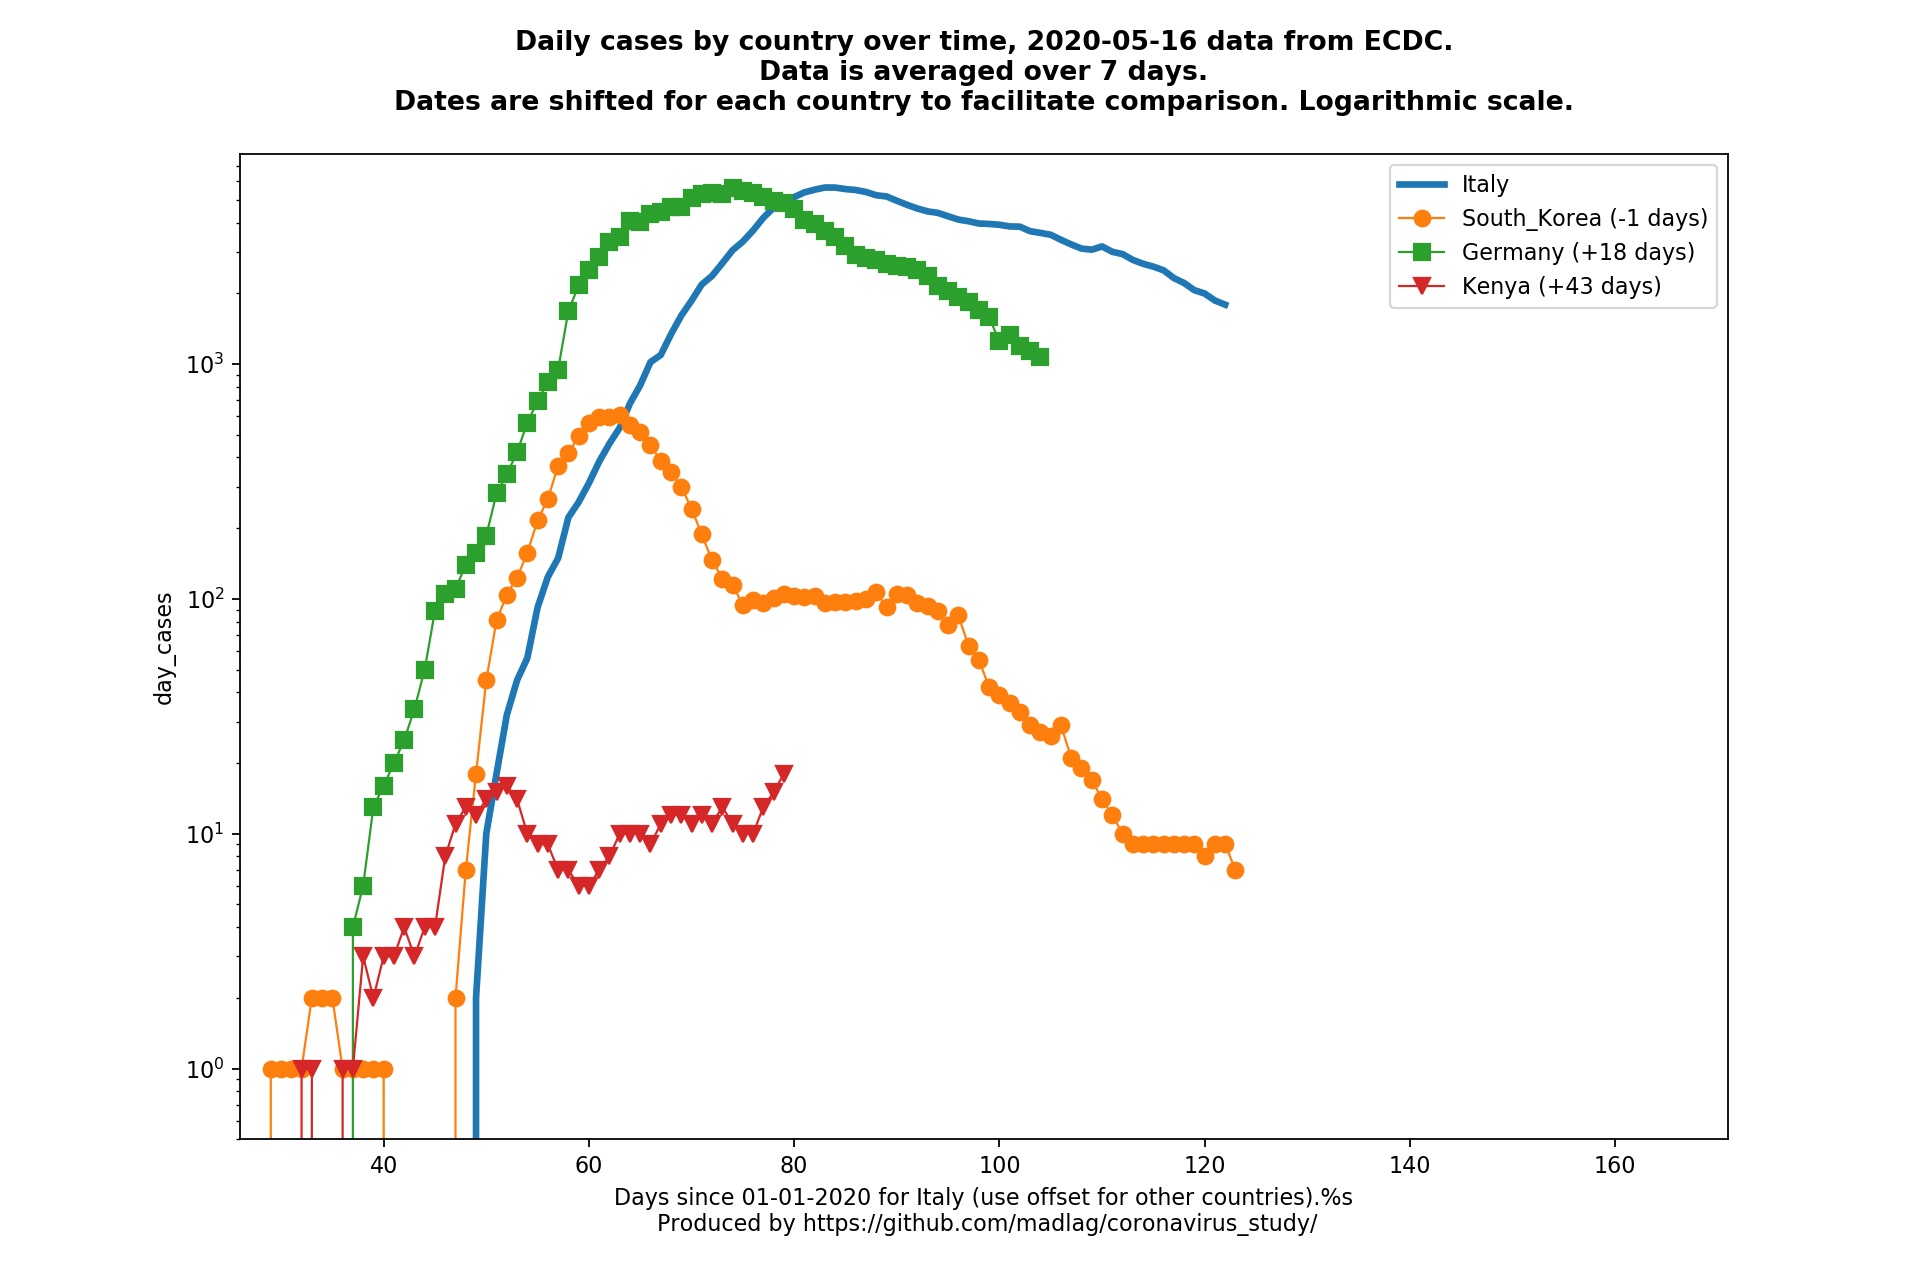 Daily cases by country over time, 2020-05-16 data from ECDC.
Data is averaged over 7 days.
Dates are shifted for each country to facilitate comparison. Logarithmic scale.
Italy
South_Korea (-1 days)
Germany (+18 days)
Kenya (+43 days)
day_cases
10³
10²
10¹
10⁰
40 60 80 100 120 140 160
Days since 01-01-2020 for Italy (use offset for other countries).%s
Produced by https://github.com/madlag/coronavirus_study/